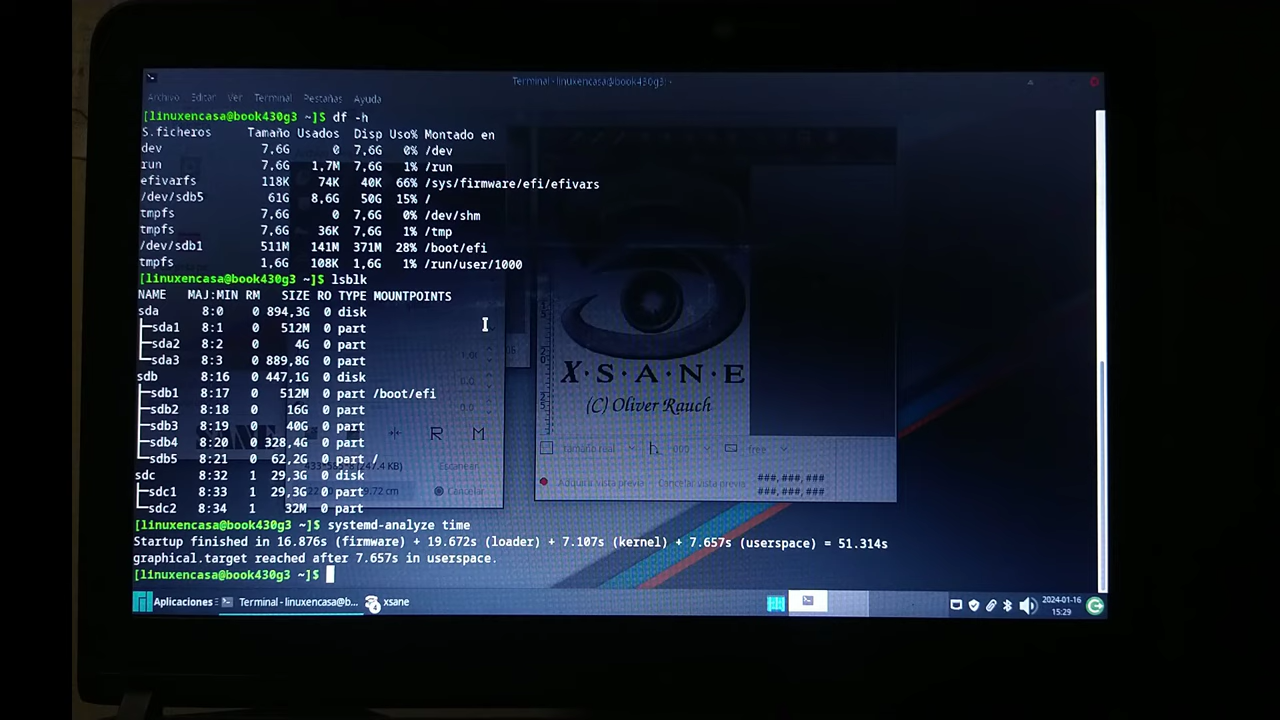 Terminal - linuxencasa@book430g3: ~
Archivo Editar Ver Terminal Pestañas Ayuda
[linuxencasa@book430g3 ~]$ df -h
S.ficheros Tamaño Usados Disp Uso% Montado en
dev 7,6G 0 7,6G 0% /dev
run 7,6G 1,7M 7,6G 1% /run
efivarfs 118K 74K 40K 66% /sys/firmware/efi/efivars
/dev/sdb5 61G 8,6G 50G 15% /
tmpfs 7,6G 0 7,6G 0% /dev/shm
tmpfs 7,6G 36K 7,6G 1% /tmp
/dev/sdb1 511M 141M 371M 28% /boot/efi
tmpfs 1,6G 108K 1,6G 1% /run/user/1000
[linuxencasa@book430g3 ~]$ lsblk
NAME MAJ:MIN RM SIZE RO TYPE MOUNTPOINTS
sda 8:0 0 894,3G 0 disk
├─sda1 8:1 0 512M 0 part
├─sda2 8:2 0 4G 0 part
└─sda3 8:3 0 889,8G 0 part
sdb 8:16 0 447,1G 0 disk
├─sdb1 8:17 0 512M 0 part /boot/efi
├─sdb2 8:18 0 16G 0 part
├─sdb3 8:19 0 40G 0 part
├─sdb4 8:20 0 328,4G 0 part
└─sdb5 8:21 0 62,2G 0 part /
sdc 8:32 1 29,3G 0 disk
├─sdc1 8:33 1 29,3G 0 part
└─sdc2 8:34 1 32M 0 part
[linuxencasa@book430g3 ~]$ systemd-analyze time
Startup finished in 16.876s (firmware) + 19.672s (loader) + 7.107s (kernel) + 7.657s (userspace) = 51.314s
graphical.target reached after 7.657s in userspace.
[linuxencasa@book430g3 ~]$
X·S·A·N·E
(C) Oliver Rauch
R M
Tamaño real 000 free
Escanear
Cancelar
Adquirir vista previa Cancelar vista previa
###,###,###
###,###,###
Aplicaciones Terminal - linuxencasa@b... xsane
2024-01-16
15:29